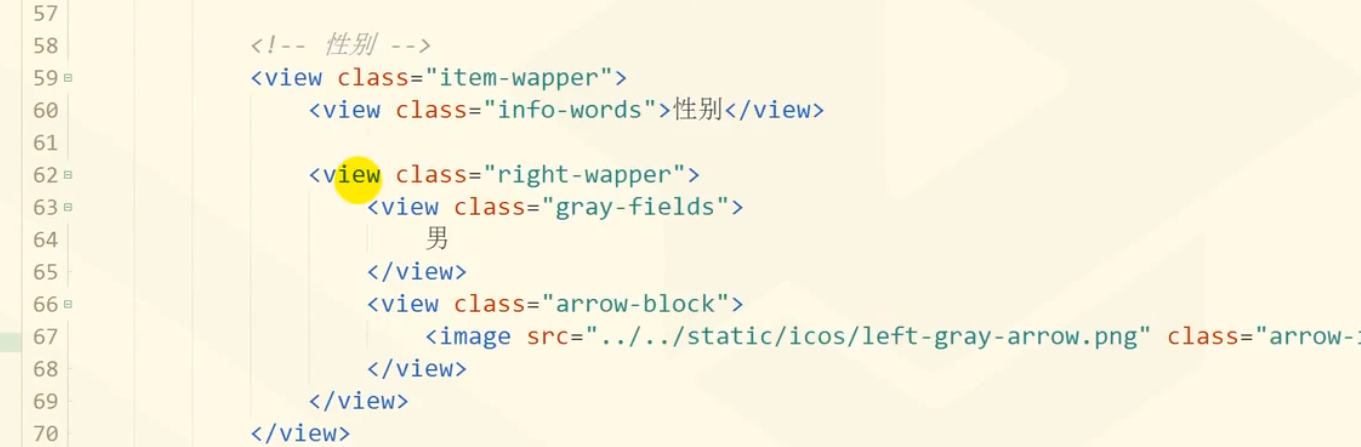 57
58 <!-- 性别 -->
59 <view class="item-wapper">
60 <view class="info-words">性别</view>
61
62 <view class="right-wapper">
63 <view class="gray-fields">
64 男
65 </view>
66 <view class="arrow-block">
67 <image src="../../static/icos/left-gray-arrow.png" class="arrow-
68 </view>
69 </view>
70 </view>